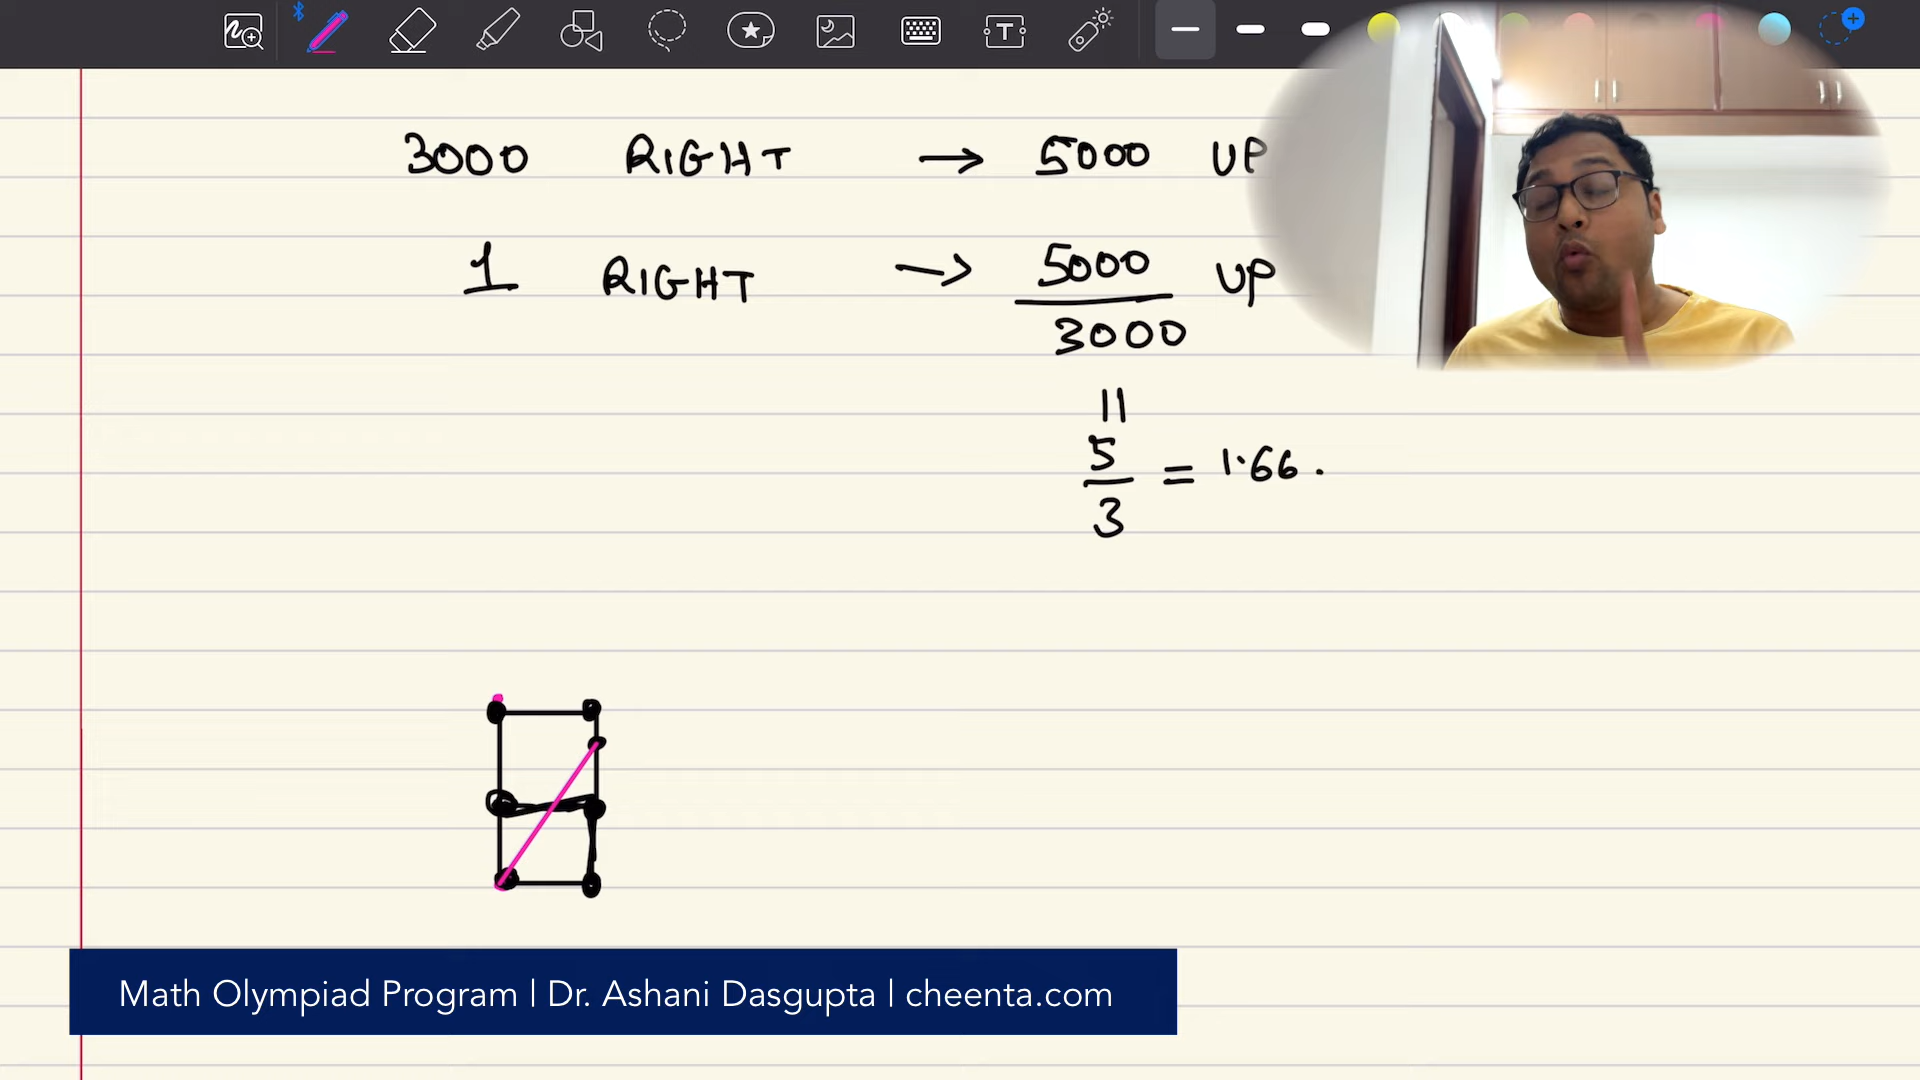 3000 RIGHT → 5000 UP
1 RIGHT → 5000/3000 UP
11
5/3 = 1.66.
Math Olympiad Program | Dr. Ashani Dasgupta | cheenta.com